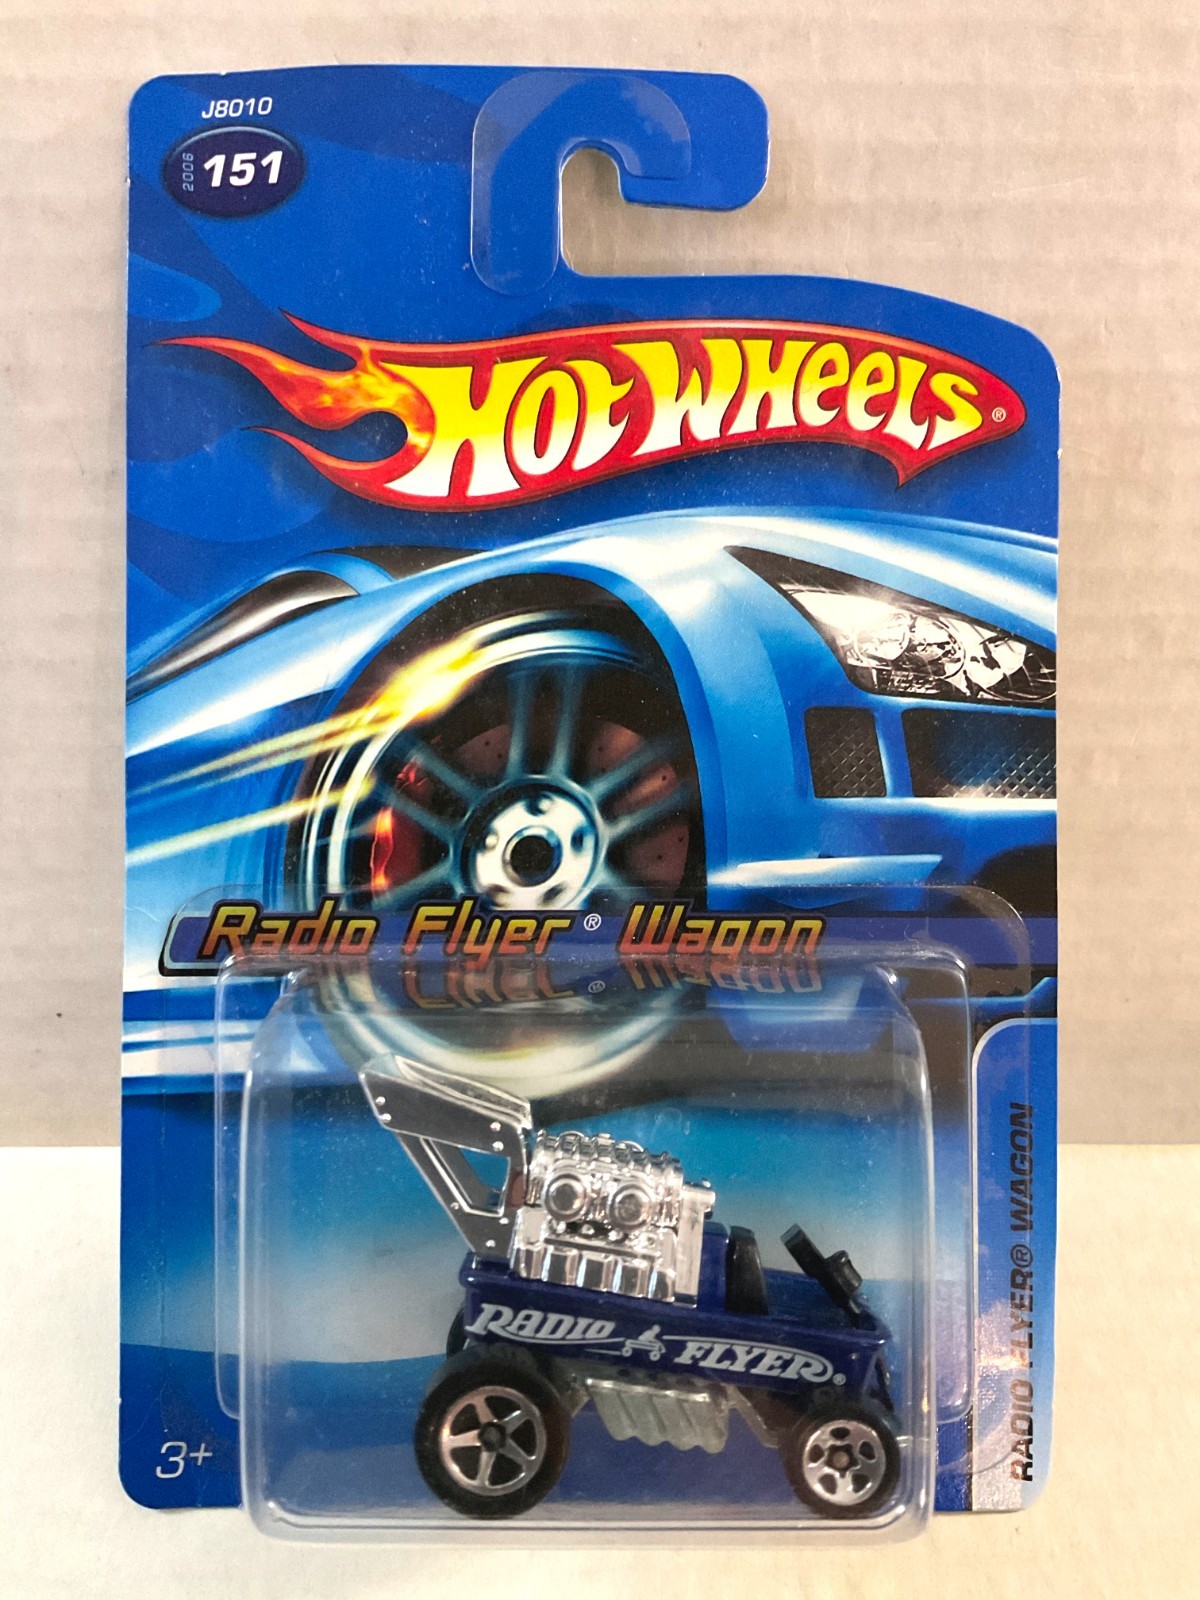 J8010
2006 151
HOT WHEELS®
Radio Flyer® Wagon
RADIO FLYER® WAGON
RADIO FLYER®
3+